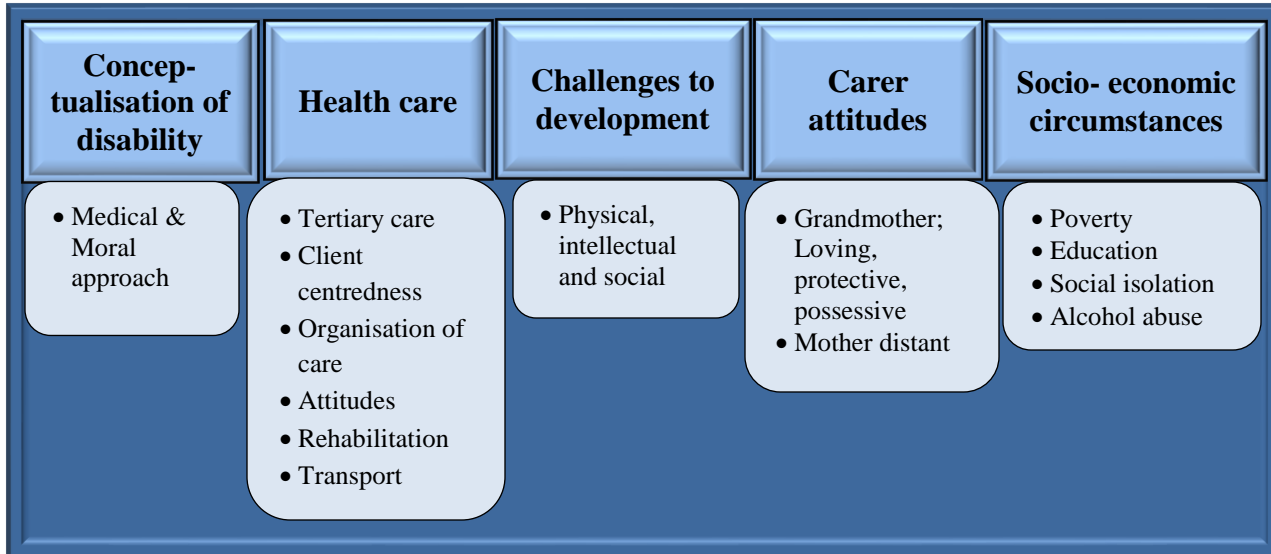 Concep-
tualisation of
disability
• Medical &
Moral
approach
Health care
• Tertiary care
• Client
centredness
• Organisation of
care
• Attitudes
• Rehabilitation
• Transport
Challenges to
development
• Physical,
intellectual
and social
Carer
attitudes
• Grandmother;
Loving,
protective,
possessive
• Mother distant
Socio- economic
circumstances
• Poverty
• Education
• Social isolation
• Alcohol abuse